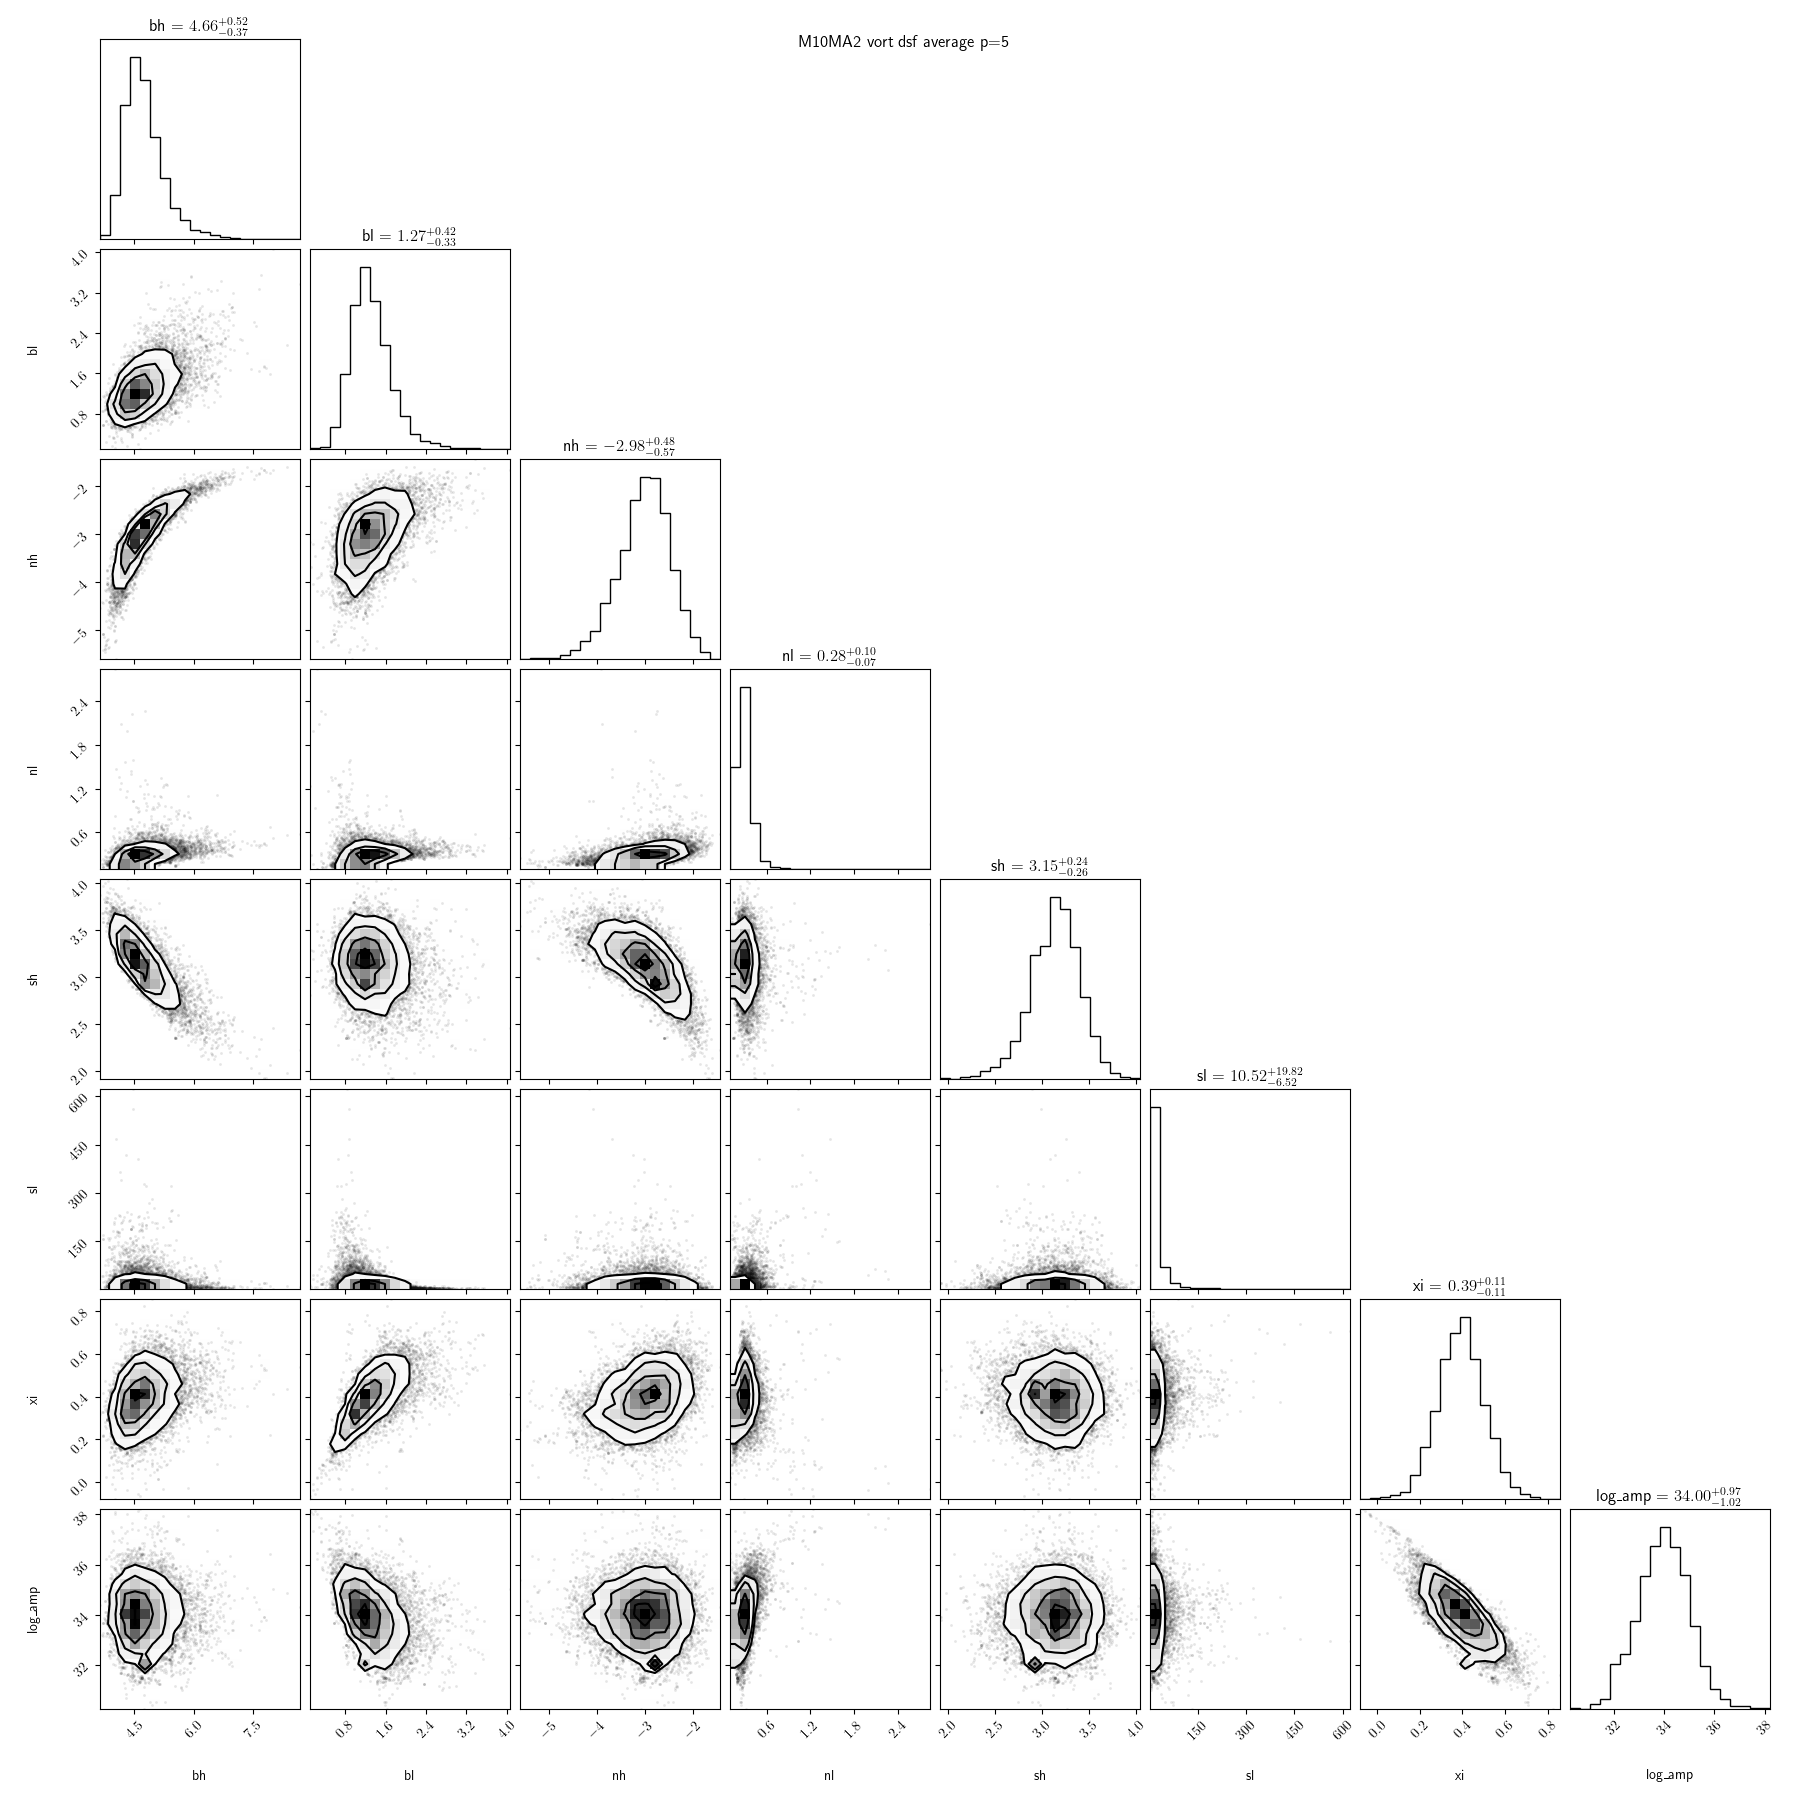 bh = 4.66+0.52 −0.37
M10MA2 vort dsf average p=5
bl = 1.27+0.42 −0.33
4.0
3.2
2.4
1.6
0.8
bl
nh = −2.98+0.48 −0.57
−2
−3
−4
−5
nh
nl = 0.28+0.10 −0.07
2.4
1.8
1.2
0.6
nl
sh = 3.15+0.24 −0.26
4.0
3.5
3.0
2.5
2.0
sh
sl = 10.52+19.82 −6.52
600
450
300
150
sl
xi = 0.39+0.11 −0.11
0.8
0.6
0.4
0.2
0.0
xi
log_amp = 34.00+0.97 −1.02
38
36
34
32
log_amp
4.5 6.0 7.5 0.8 1.6 2.4 3.2 4.0 −5 −4 −3 −2 0.6 1.2 1.8 2.4 2.0 2.5 3.0 3.5 4.0 150 300 450 600 0.0 0.2 0.4 0.6 0.8 32 34 36 38
bh bl nh nl sh sl xi log_amp